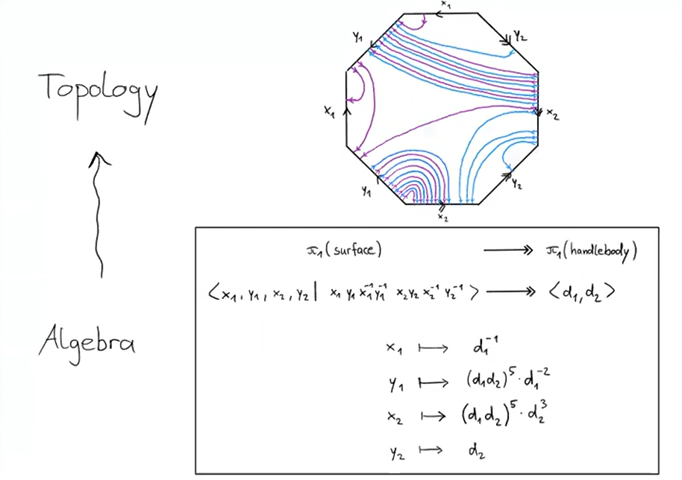 x₁
y₁
y₂
Topology
x₁
x₂
y₁
y₂
x₂
π₁(surface) ⟶» π₁(handlebody)
⟨x₁, y₁, x₂, y₂ | x₁ y₁ x₁⁻¹ y₁⁻¹ x₂ y₂ x₂⁻¹ y₂⁻¹⟩ ⟶» ⟨d₁, d₂⟩
Algebra
x₁ ⟼ d₁⁻¹
y₁ ⟼ (d₁d₂)⁵ · d₁⁻²
x₂ ⟼ (d₁d₂)⁵ · d₂³
y₂ ⟼ d₂